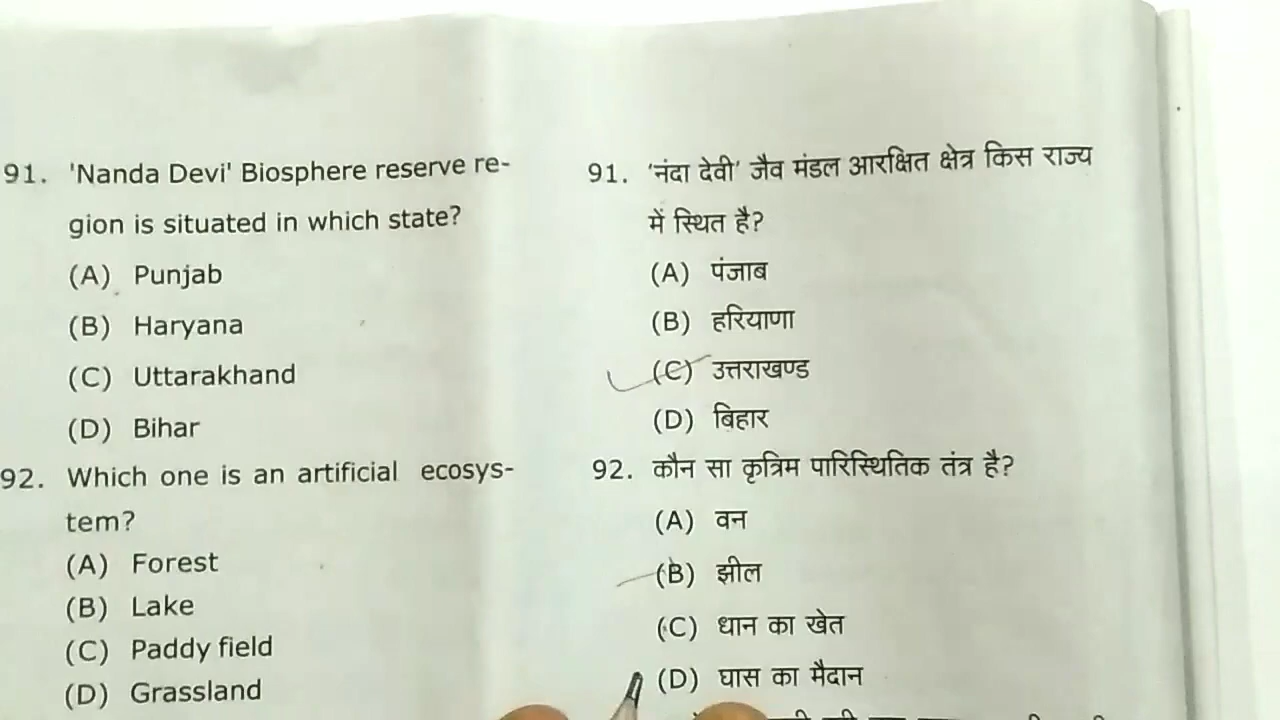 91. 'Nanda Devi' Biosphere reserve re-
gion is situated in which state?
(A) Punjab
(B) Haryana
(C) Uttarakhand
(D) Bihar
92. Which one is an artificial ecosys-
tem?
(A) Forest
(B) Lake
(C) Paddy field
(D) Grassland
91. 'नंदा देवी' जैव मंडल आरक्षित क्षेत्र किस राज्य
में स्थित है?
(A) पंजाब
(B) हरियाणा
(C) उत्तराखण्ड
(D) बिहार
92. कौन सा कृत्रिम पारिस्थितिक तंत्र है?
(A) वन
(B) झील
(C) धान का खेत
(D) घास का मैदान